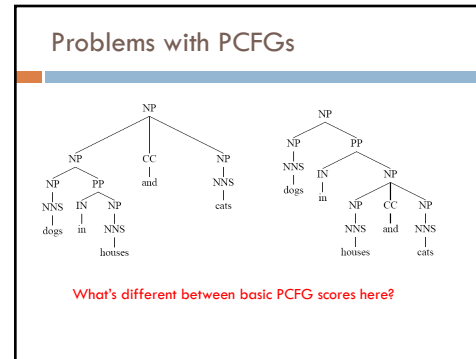 Problems with PCFGs
NP
NP CC NP
NP PP and NNS
NNS IN NP cats
dogs in NNS
houses
NP
NP PP
NNS IN NP
dogs in NP CC NP
NNS and NNS
houses cats
What's different between basic PCFG scores here?